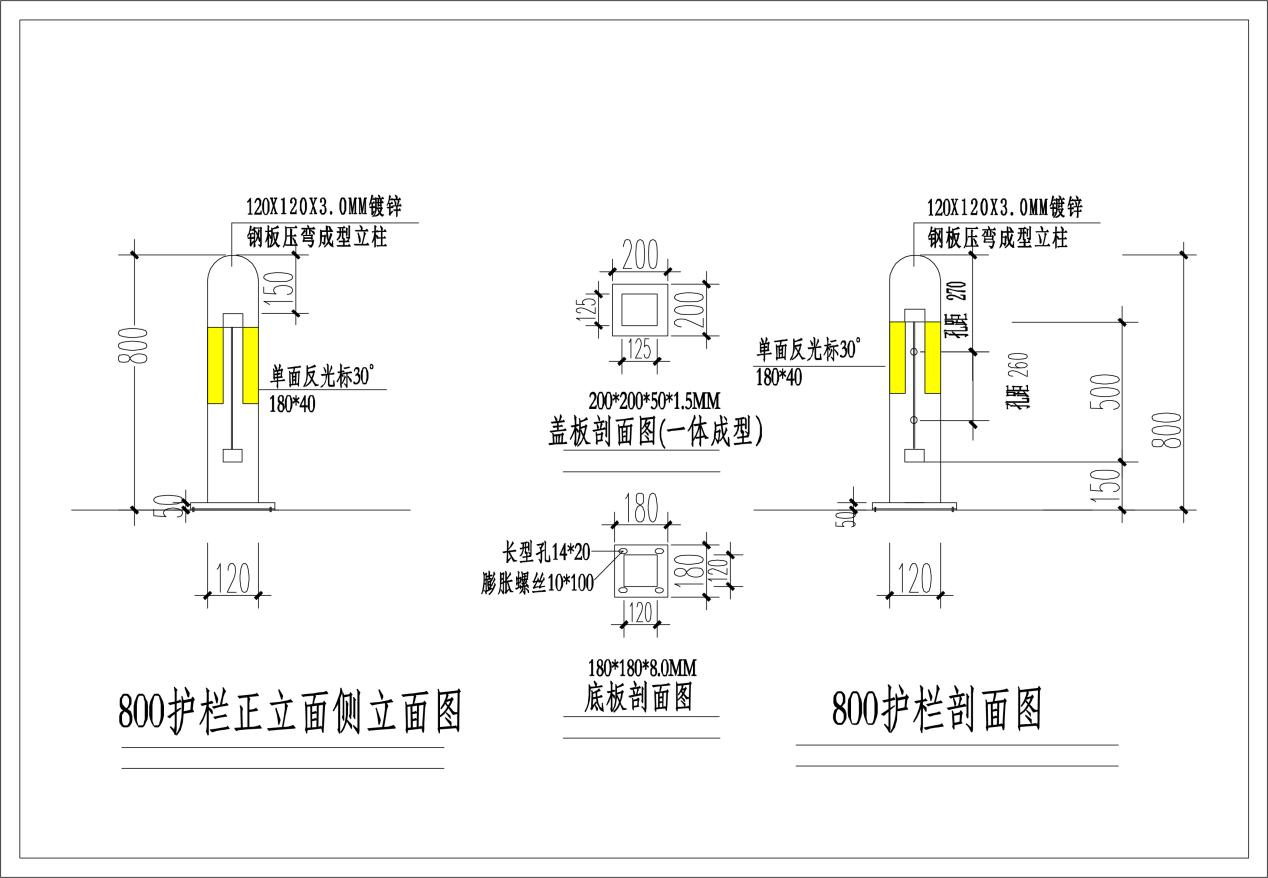 120X120X3.0MM镀锌
钢板压弯成型立柱
150
800
单面反光标30°
180*40
50
120
800护栏正立面侧立面图
200
125
200
125
200*200*50*1.5MM
盖板剖面图(一体成型)
180
长型孔14*20
膨胀螺丝10*100
180
120
120
180*180*8.0MM
底板剖面图
120X120X3.0MM镀锌
钢板压弯成型立柱
孔距 270
单面反光标30°
180*40
孔距 260
500
800
150
50
120
800护栏剖面图